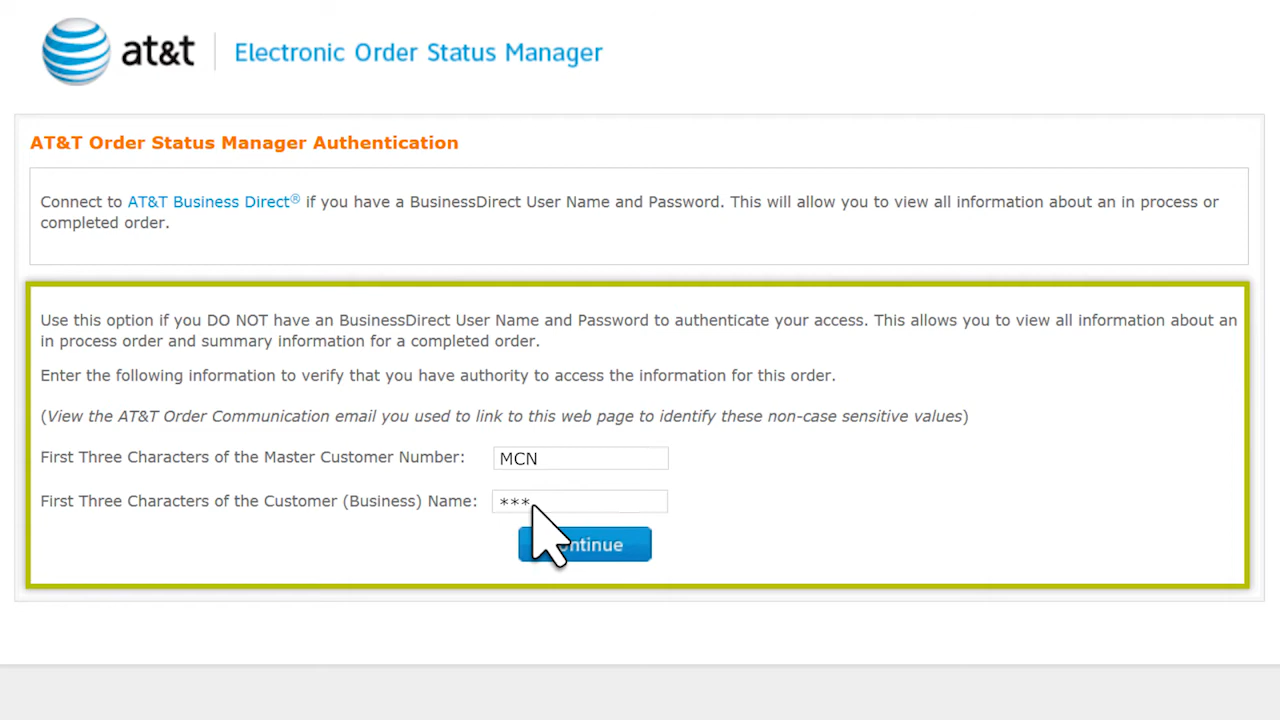 at&t Electronic Order Status Manager
AT&T Order Status Manager Authentication
Connect to AT&T Business Direct® if you have a BusinessDirect User Name and Password. This will allow you to view all information about an in process or
completed order.
Use this option if you DO NOT have an BusinessDirect User Name and Password to authenticate your access. This allows you to view all information about an
in process order and summary information for a completed order.
Enter the following information to verify that you have authority to access the information for this order.
(View the AT&T Order Communication email you used to link to this web page to identify these non-case sensitive values)
First Three Characters of the Master Customer Number: MCN
First Three Characters of the Customer (Business) Name: ***
Continue